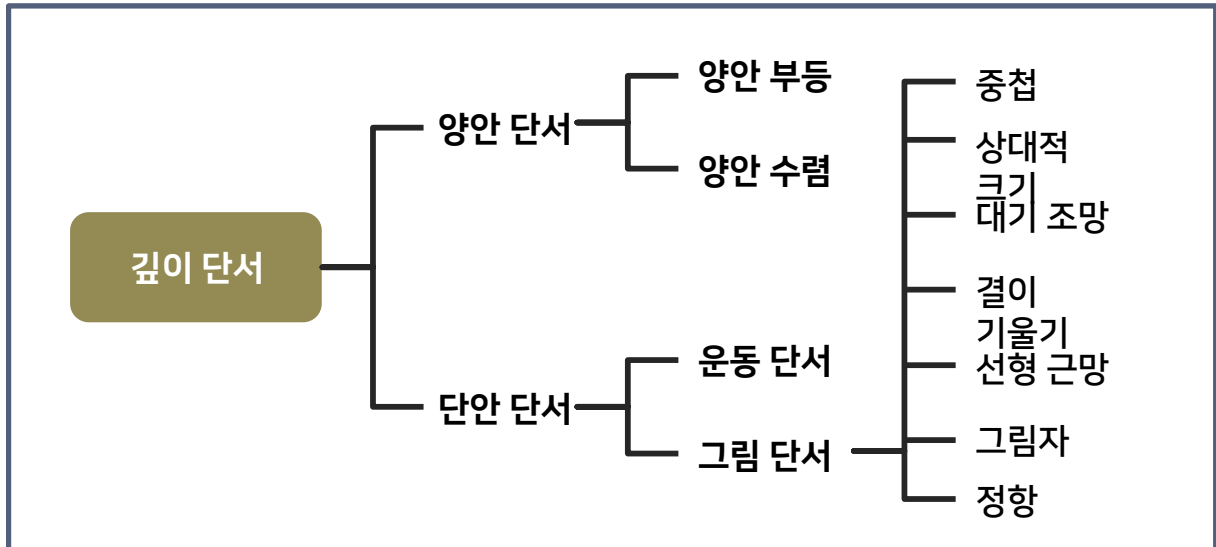 깊이 단서
양안 단서
양안 부등
양안 수렴
단안 단서
운동 단서
그림 단서
중첩
상대적
크기
대기 조망
결이
기울기
선형 근망
그림자
정항